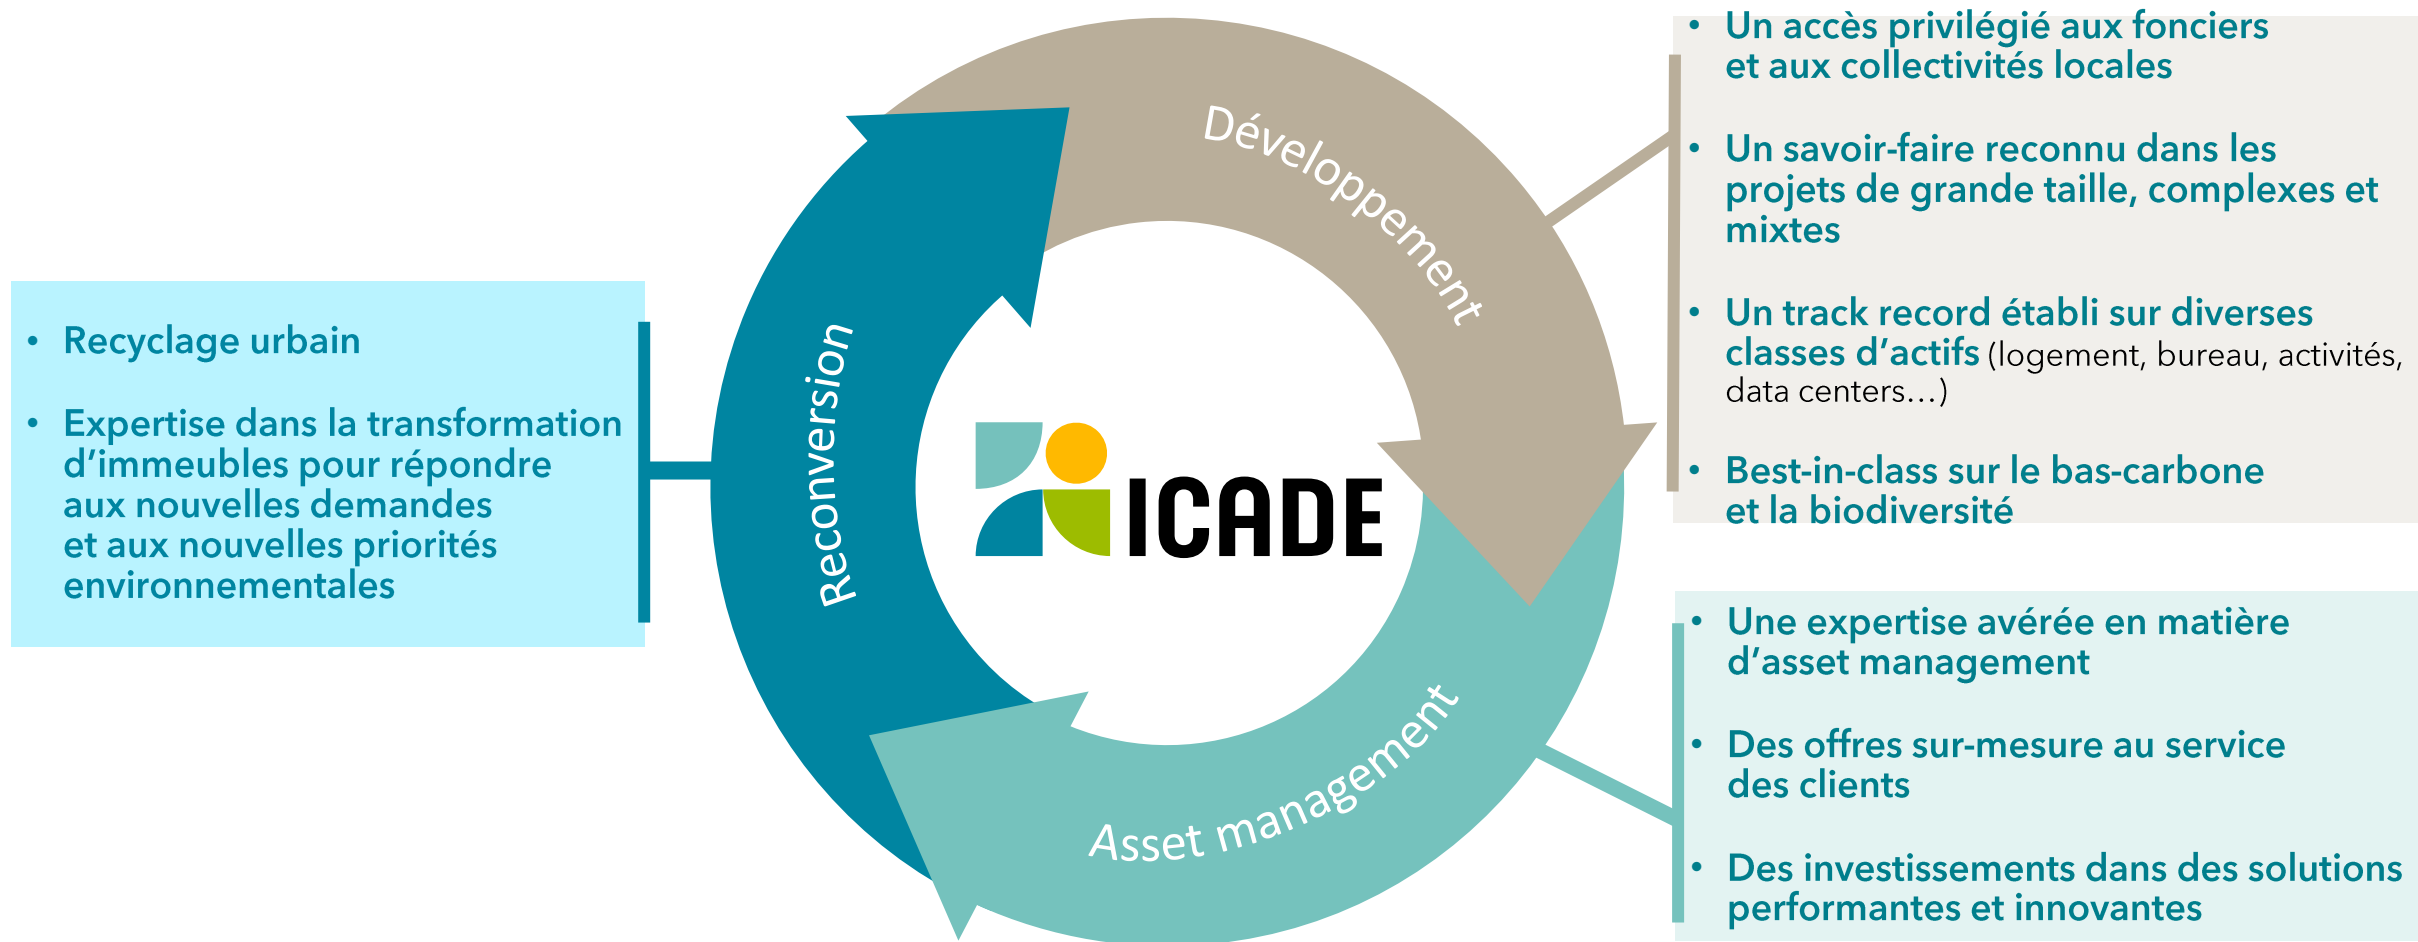 Un accès privilégié aux fonciers
et aux collectivités locales
Un savoir-faire reconnu dans les
projets de grande taille, complexes et
mixtes
Un track record établi sur diverses
classes d’actifs (logement, bureau, activités,
data centers…)
Best-in-class sur le bas-carbone
et la biodiversité
Développement
Recyclage urbain
Expertise dans la transformation
d’immeubles pour répondre
aux nouvelles demandes
et aux nouvelles priorités
environnementales
Reconversion
ICADE
Asset management
Une expertise avérée en matière
d’asset management
Des offres sur-mesure au service
des clients
Des investissements dans des solutions
performantes et innovantes